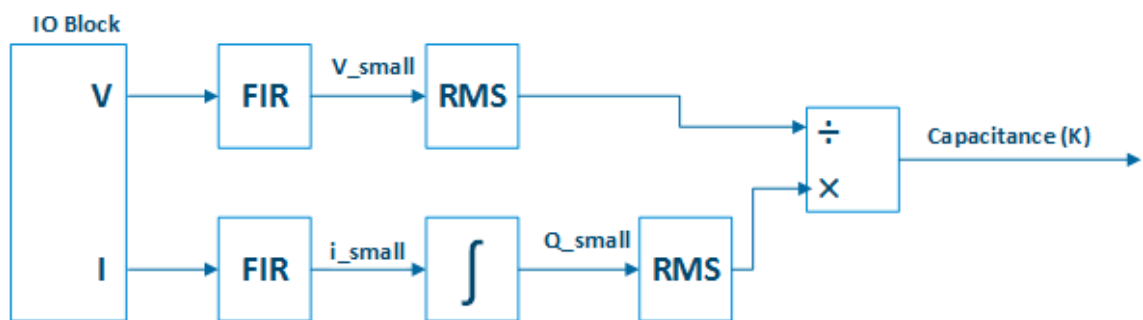 IO Block
V
FIR
V_small
RMS
÷
×
Capacitance (K)
I
FIR
i_small
∫
Q_small
RMS